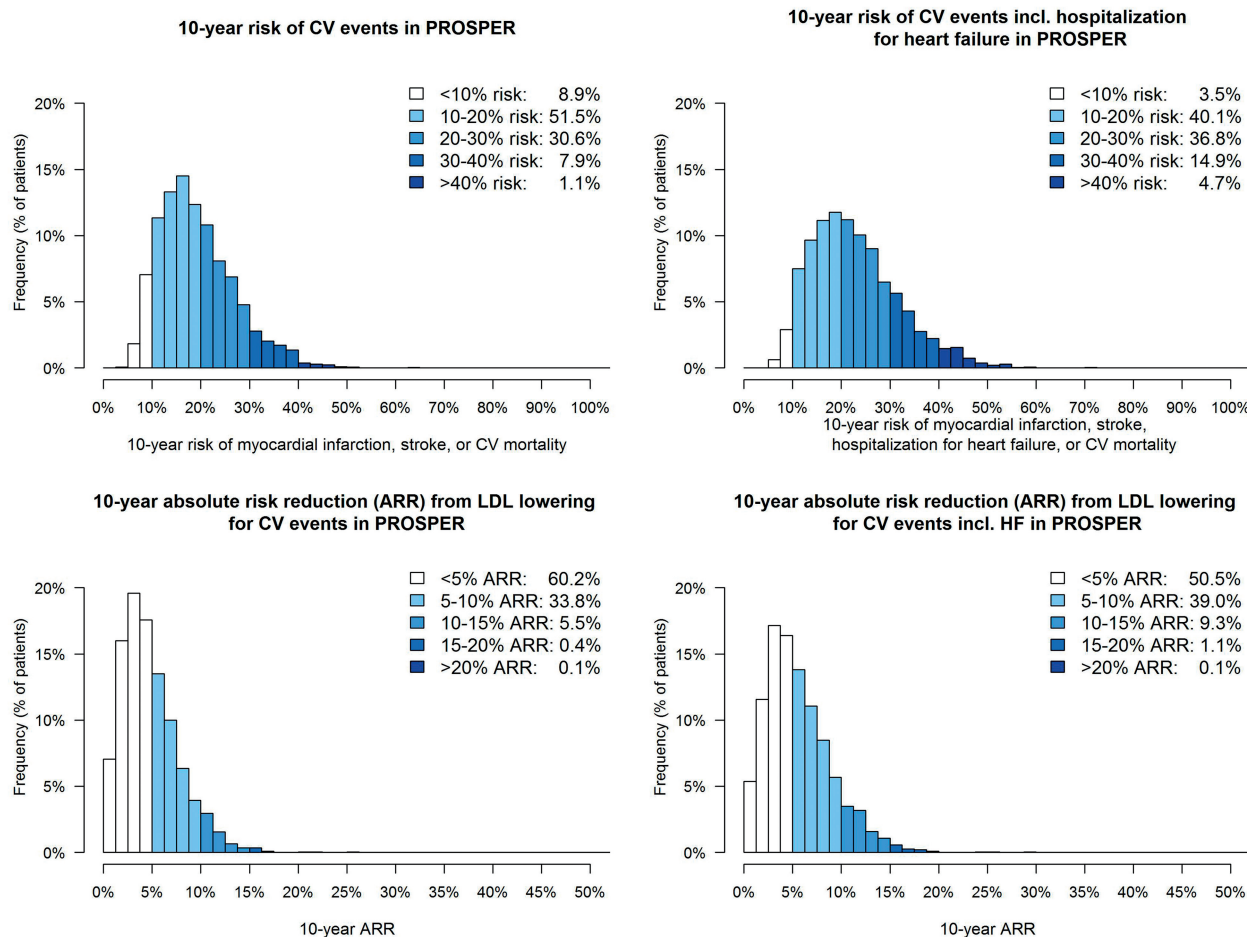 10-year risk of CV events in PROSPER
<10% risk: 8.9%
10-20% risk: 51.5%
20-30% risk: 30.6%
30-40% risk: 7.9%
>40% risk: 1.1%
Frequency (% of patients)
20%
15%
10%
5%
0%
0% 10% 20% 30% 40% 50% 60% 70% 80% 90% 100%
10-year risk of myocardial infarction, stroke, or CV mortality
10-year risk of CV events incl. hospitalization
for heart failure in PROSPER
<10% risk: 3.5%
10-20% risk: 40.1%
20-30% risk: 36.8%
30-40% risk: 14.9%
>40% risk: 4.7%
Frequency (% of patients)
20%
15%
10%
5%
0%
0% 10% 20% 30% 40% 50% 60% 70% 80% 90% 100%
10-year risk of myocardial infarction, stroke,
hospitalization for heart failure, or CV mortality
10-year absolute risk reduction (ARR) from LDL lowering
for CV events in PROSPER
<5% ARR: 60.2%
5-10% ARR: 33.8%
10-15% ARR: 5.5%
15-20% ARR: 0.4%
>20% ARR: 0.1%
Frequency (% of patients)
20%
15%
10%
5%
0%
0% 5% 10% 15% 20% 25% 30% 35% 40% 45% 50%
10-year ARR
10-year absolute risk reduction (ARR) from LDL lowering
for CV events incl. HF in PROSPER
<5% ARR: 50.5%
5-10% ARR: 39.0%
10-15% ARR: 9.3%
15-20% ARR: 1.1%
>20% ARR: 0.1%
Frequency (% of patients)
20%
15%
10%
5%
0%
0% 5% 10% 15% 20% 25% 30% 35% 40% 45% 50%
10-year ARR